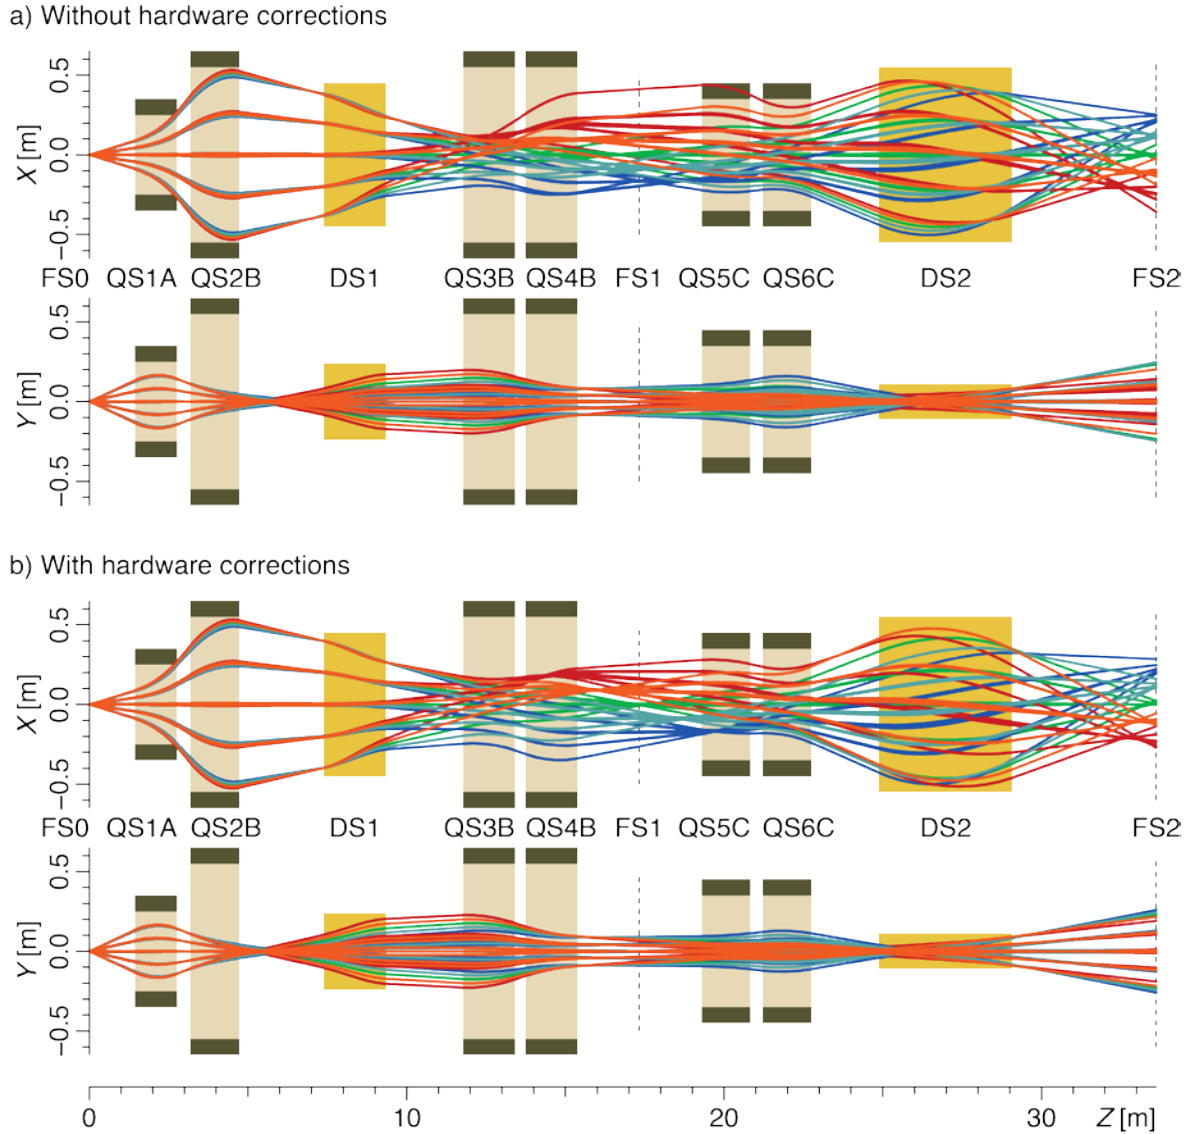 a) Without hardware corrections
X [m]
0.5
0.0
−0.5
FS0 QS1A QS2B DS1 QS3B QS4B FS1 QS5C QS6C DS2 FS2
Y [m]
0.5
0.0
−0.5
b) With hardware corrections
X [m]
0.5
0.0
−0.5
FS0 QS1A QS2B DS1 QS3B QS4B FS1 QS5C QS6C DS2 FS2
Y [m]
0.5
0.0
−0.5
0 10 20 30 Z [m]